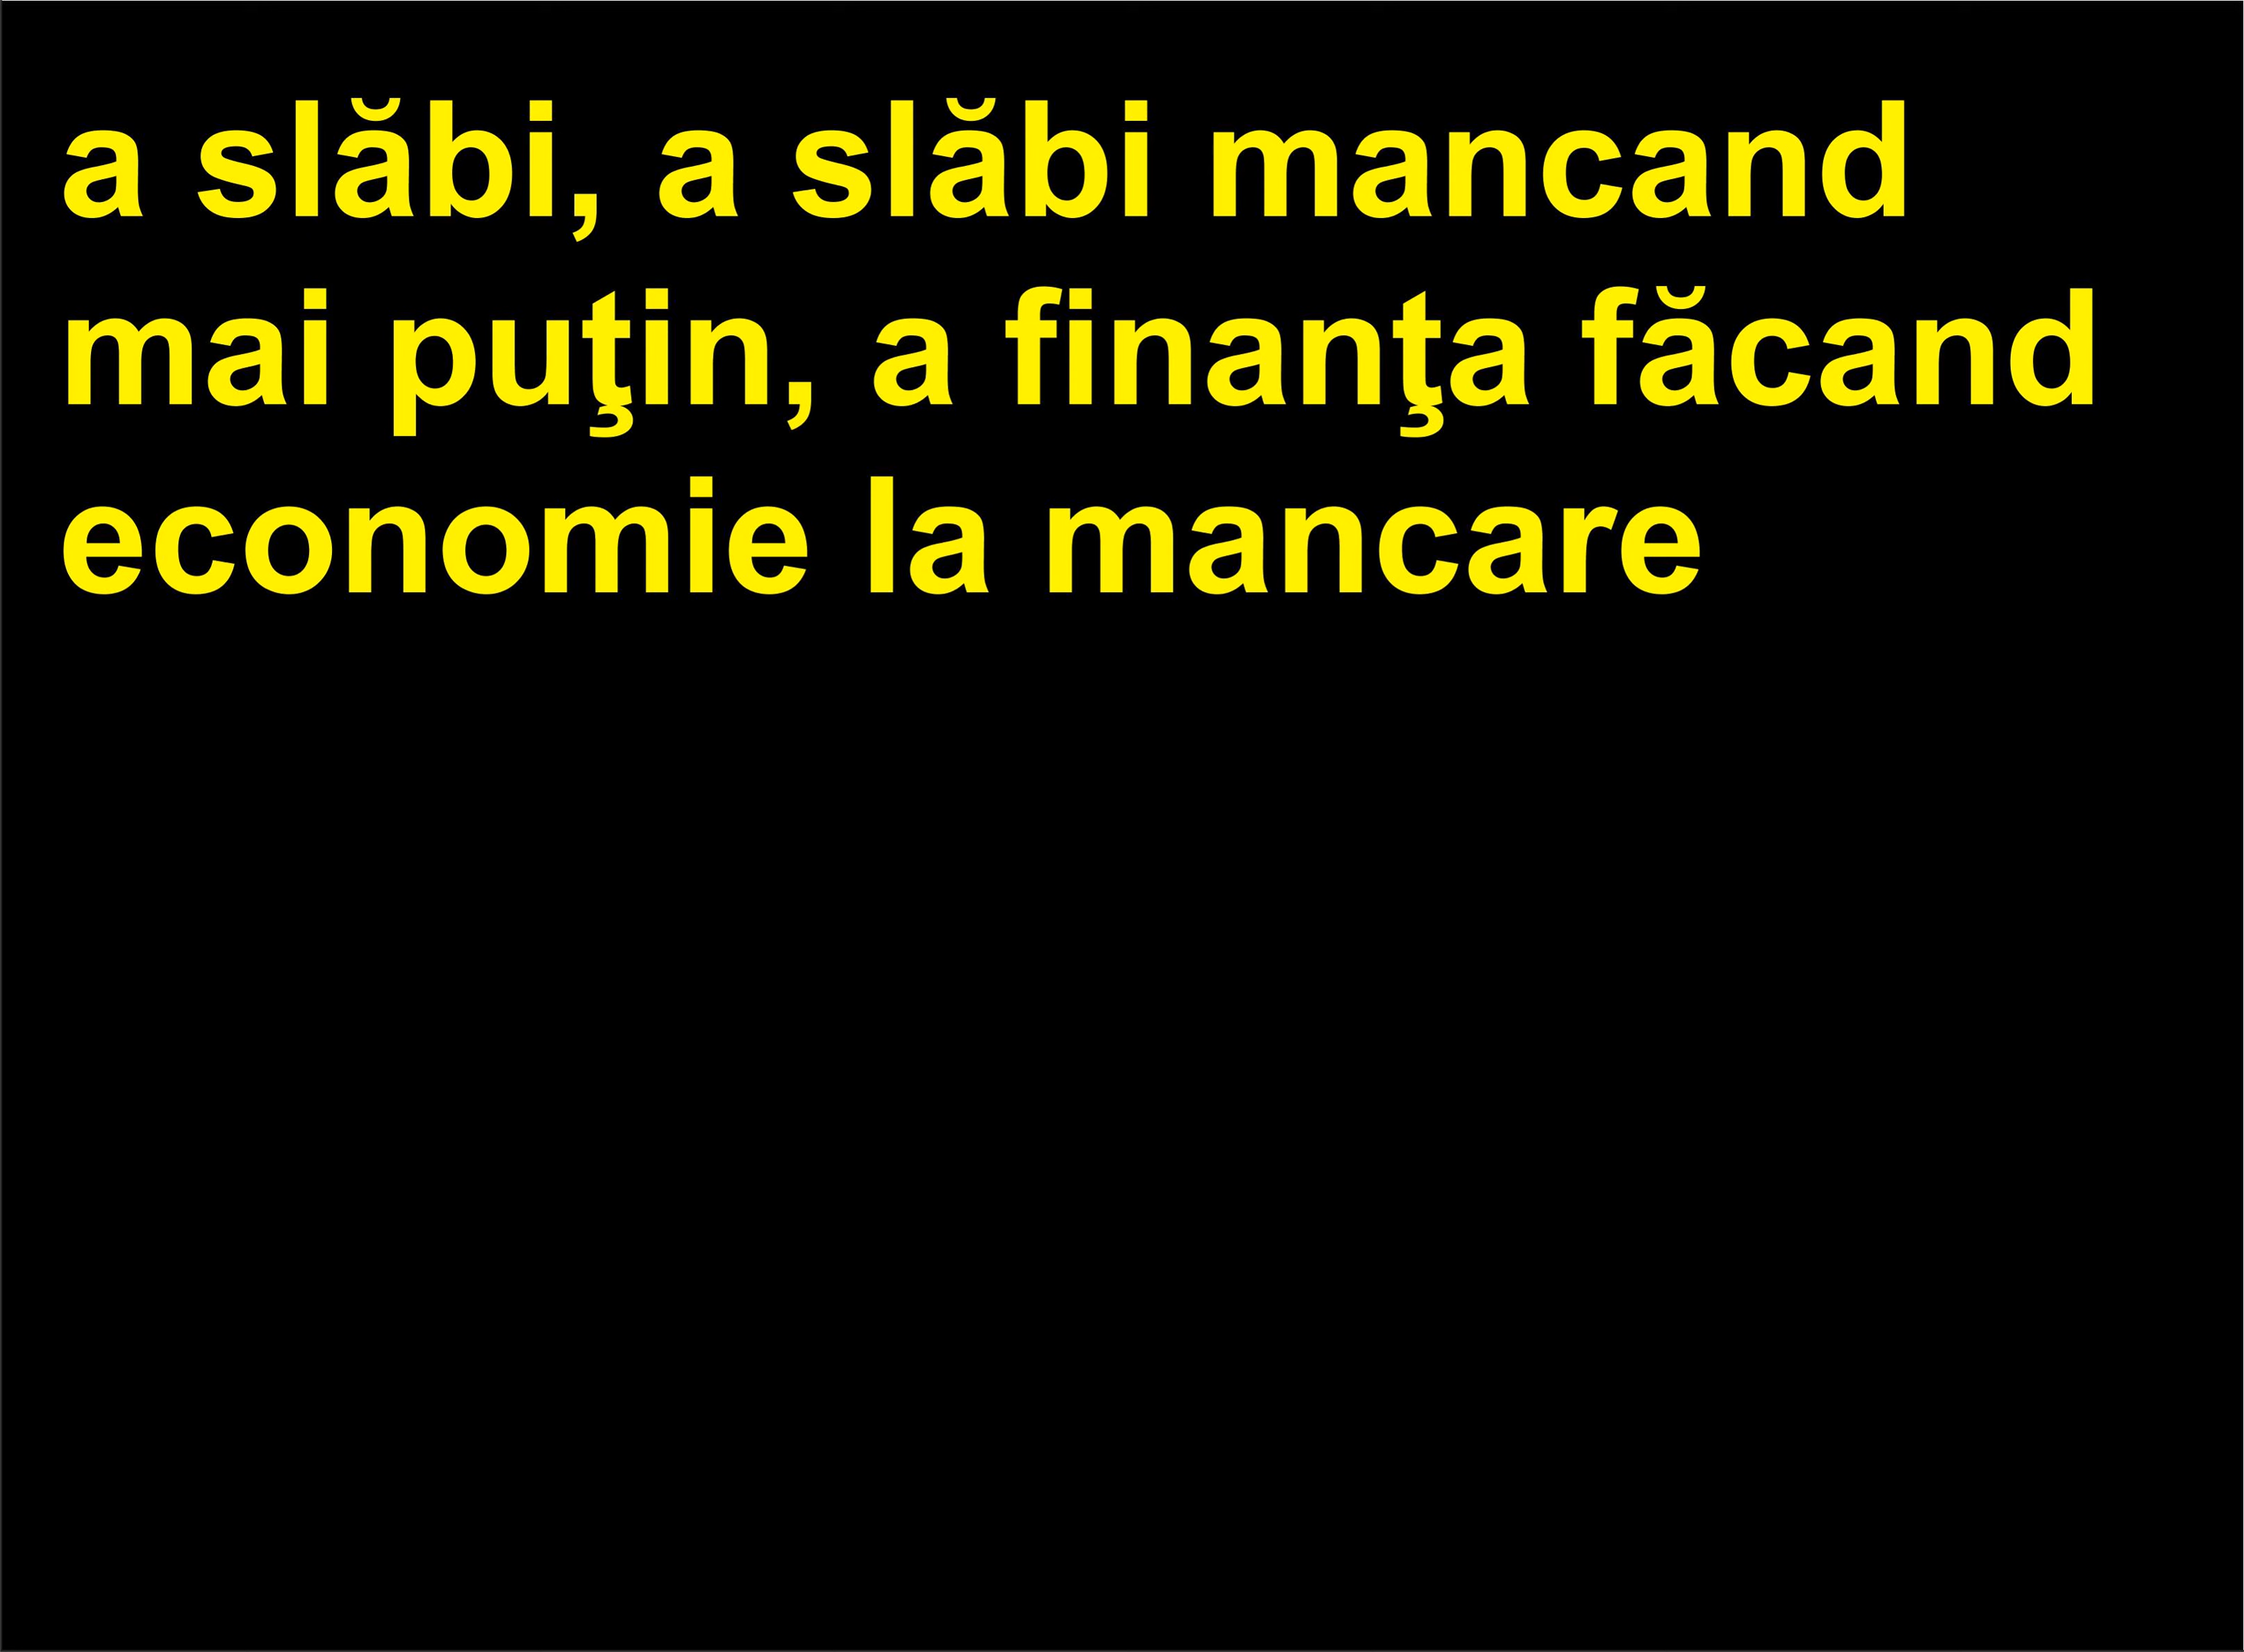 a slăbi, a slăbi mancand
mai puţin, a finanţa făcand
economie la mancare